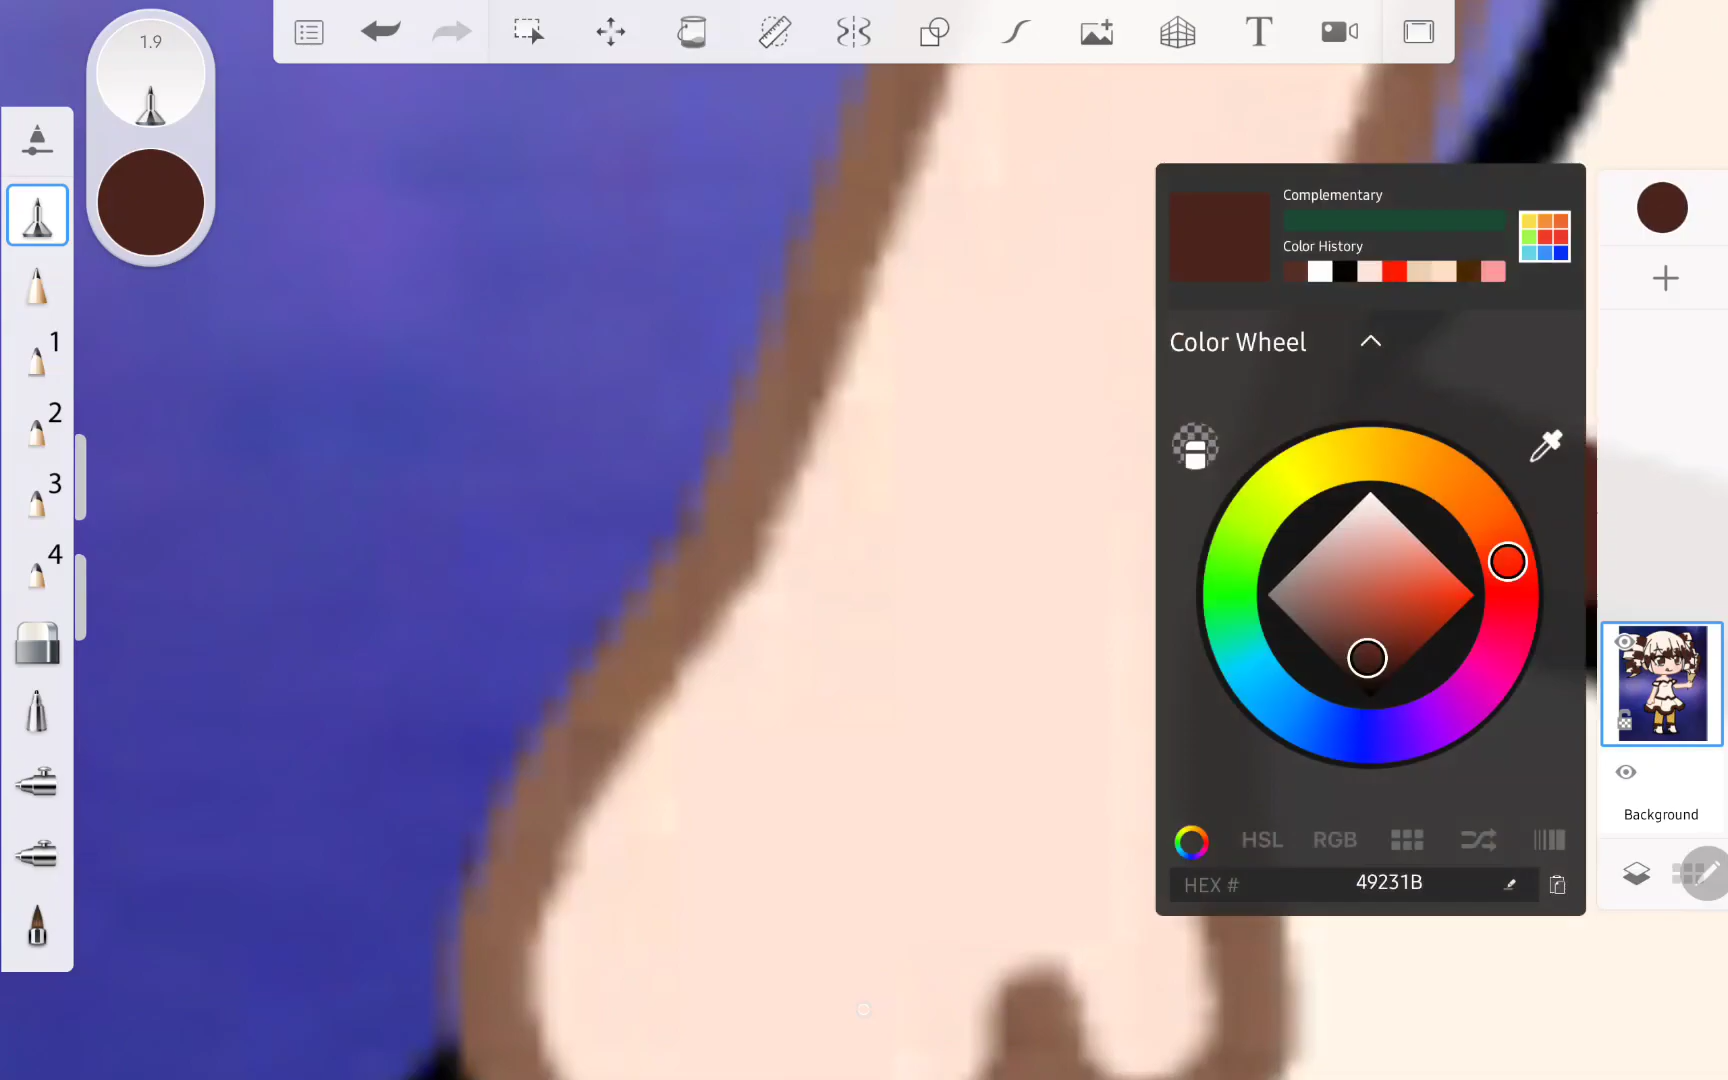 1.9
T
1
2
3
4
Complementary
Color History
Color Wheel
HSL RGB
HEX # 49231B
Background